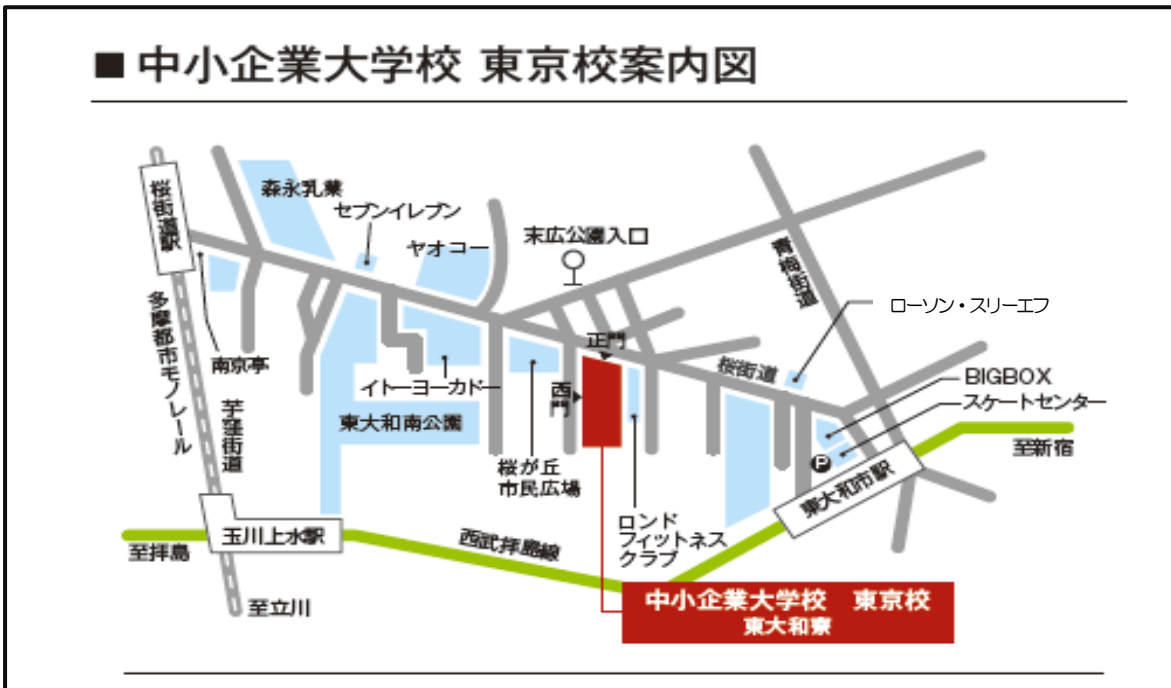 ■ 中小企業大学校 東京校案内図
森永乳業
セブンイレブン
ヤオコー
末広公園入口
桜街道駅
青梅街道
ローソン・スリーエフ
多摩都市モノレール
南京亭
正門
桜街道
BIGBOX
イトーヨーカドー
西門
スケートセンター
芋窪街道
東大和南公園
至新宿
桜が丘
市民広場
P
東大和市駅
ロンド
フィットネス
クラブ
玉川上水駅
西武拝島線
至拝島
至立川
中小企業大学校 東京校
東大和寮